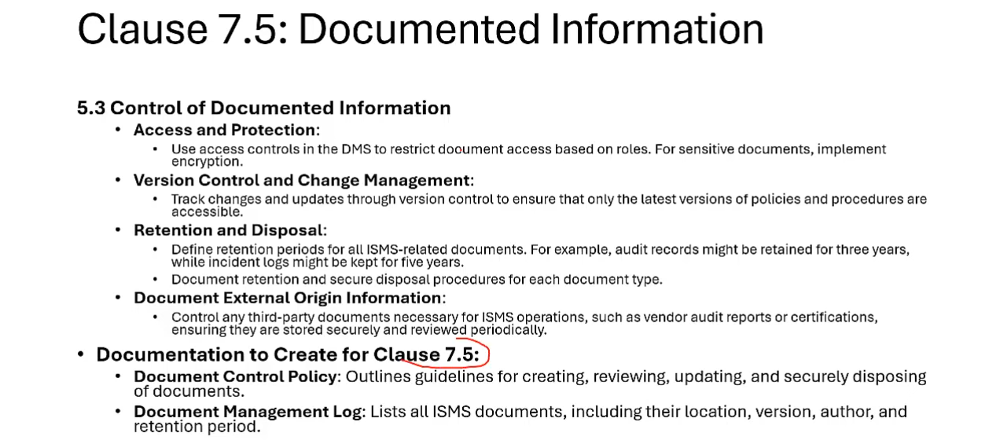 Clause 7.5: Documented Information
5.3 Control of Documented Information
• Access and Protection:
• Use access controls in the DMS to restrict document access based on roles. For sensitive documents, implement
encryption.
• Version Control and Change Management:
• Track changes and updates through version control to ensure that only the latest versions of policies and procedures are
accessible.
• Retention and Disposal:
• Define retention periods for all ISMS-related documents. For example, audit records might be retained for three years,
while incident logs might be kept for five years.
• Document retention and secure disposal procedures for each document type.
• Document External Origin Information:
• Control any third-party documents necessary for ISMS operations, such as vendor audit reports or certifications,
ensuring they are stored securely and reviewed periodically.
• Documentation to Create for Clause 7.5:
• Document Control Policy: Outlines guidelines for creating, reviewing, updating, and securely disposing
of documents.
• Document Management Log: Lists all ISMS documents, including their location, version, author, and
retention period.